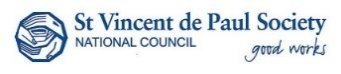 St Vincent de Paul Society
NATIONAL COUNCIL
good works